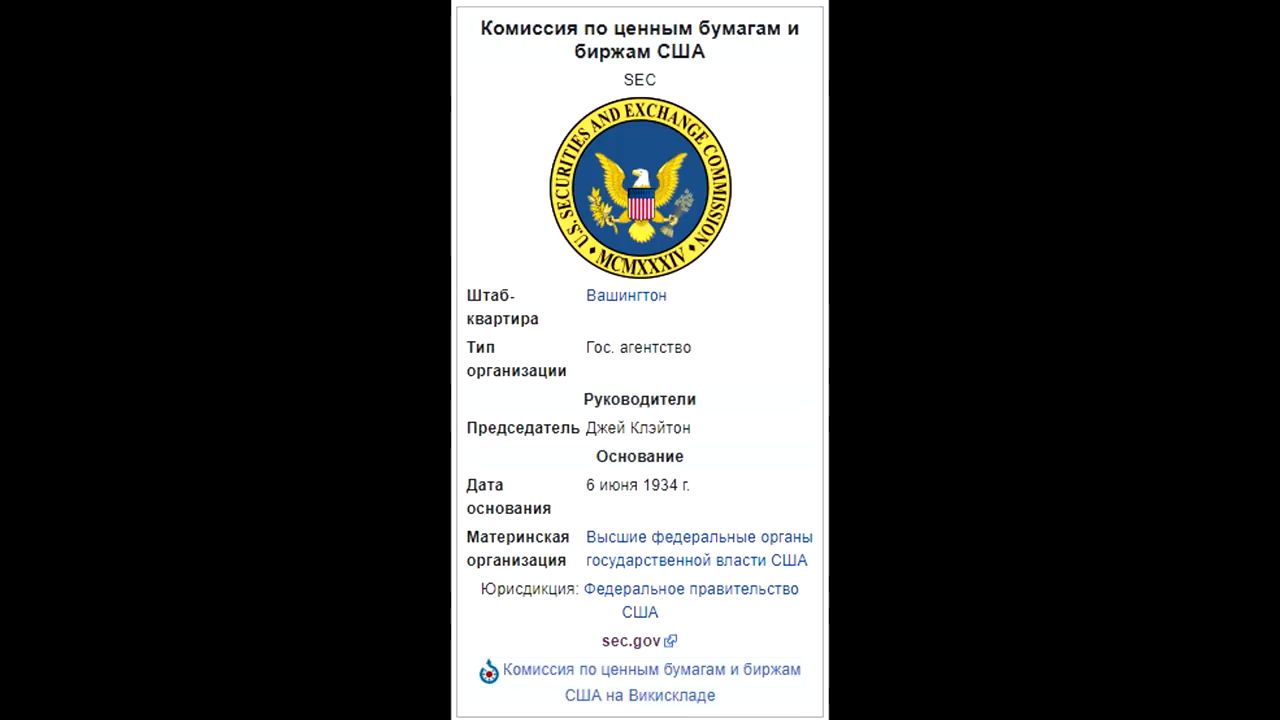 Комиссия по ценным бумагам и
биржам США
SEC
U.S. SECURITIES AND EXCHANGE COMMISSION
MCMXXXIV
Штаб-
квартира
Вашингтон
Тип
организации
Гос. агентство
Руководители
Председатель Джей Клэйтон
Основание
Дата
основания
6 июня 1934 г.
Материнская
организация
Высшие федеральные органы
государственной власти США
Юрисдикция: Федеральное правительство
США
sec.gov
Комиссия по ценным бумагам и биржам
США на Викискладе